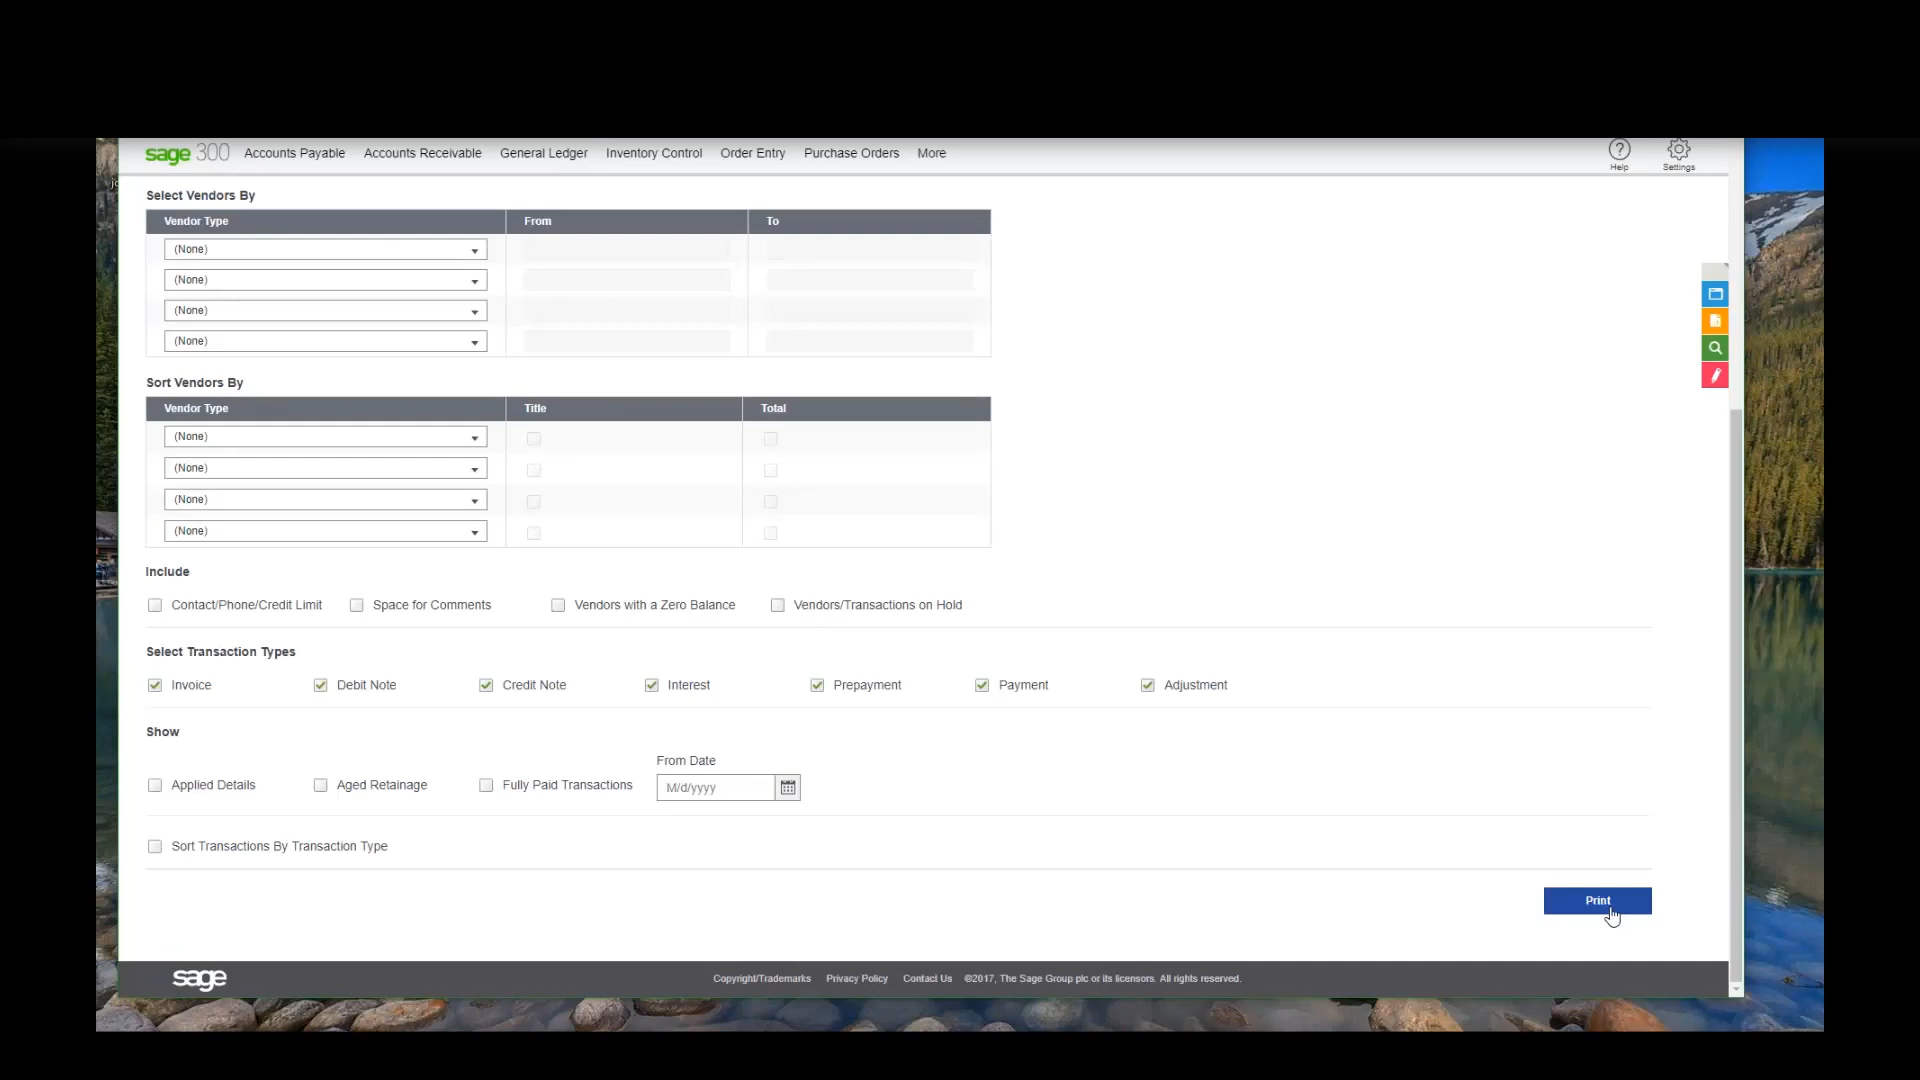 sage 300 Accounts Payable Accounts Receivable General Ledger Inventory Control Order Entry Purchase Orders More
Help Settings
Select Vendors By
Vendor Type From To
(None)
(None)
(None)
(None)
Sort Vendors By
Vendor Type Title Total
(None)
(None)
(None)
(None)
Include
Contact/Phone/Credit Limit Space for Comments Vendors with a Zero Balance Vendors/Transactions on Hold
Select Transaction Types
Invoice Debit Note Credit Note Interest Prepayment Payment Adjustment
Show
From Date
Applied Details Aged Retainage Fully Paid Transactions M/d/yyyy
Sort Transactions By Transaction Type
Print
sage Copyright/Trademarks Privacy Policy Contact Us ©2017, The Sage Group plc or its licensors. All rights reserved.